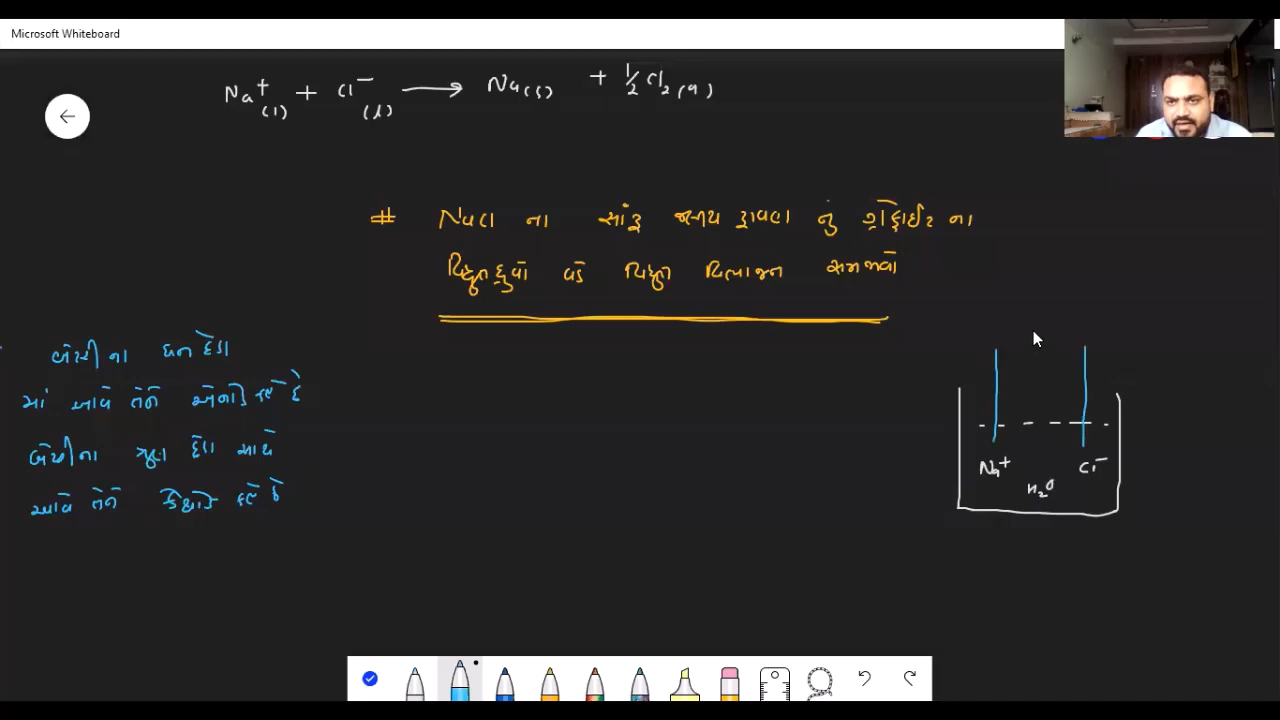 Microsoft Whiteboard
Na⁺(l) + Cl⁻(l) ⟶ Na(s) + ½ Cl₂(g)
# NaCl ના સાંદ્ર જલીય દ્રાવણ નું ગ્રેફાઈટ ના
વિદ્યુતધ્રુવો વડે વિદ્યુત વિભાજન સમજાવો
બેટરીના ધન છેડા
માં આવે તેને એનોડ કહે છે
બેટરીના ઋણ છેડા સાથે
આવે તેને કેથોડ કહે છે
Na⁺ Cl⁻
H₂O